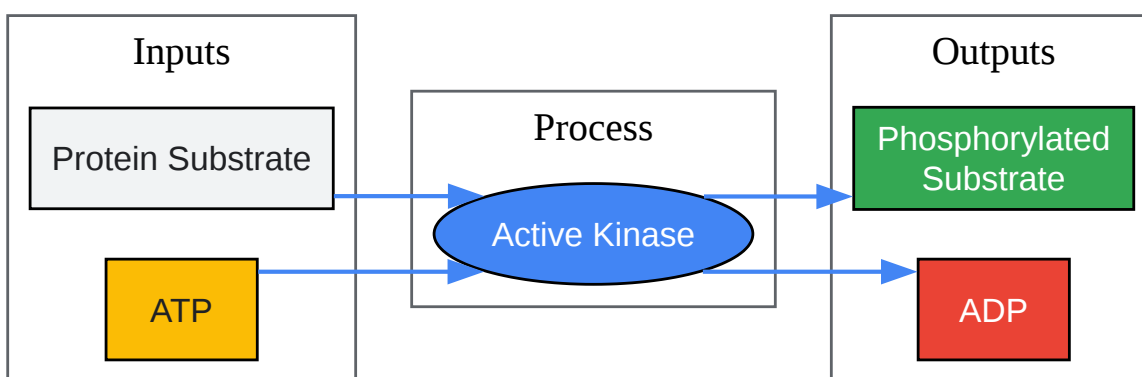 Inputs
Protein Substrate
ATP
Process
Active Kinase
Outputs
Phosphorylated
Substrate
ADP